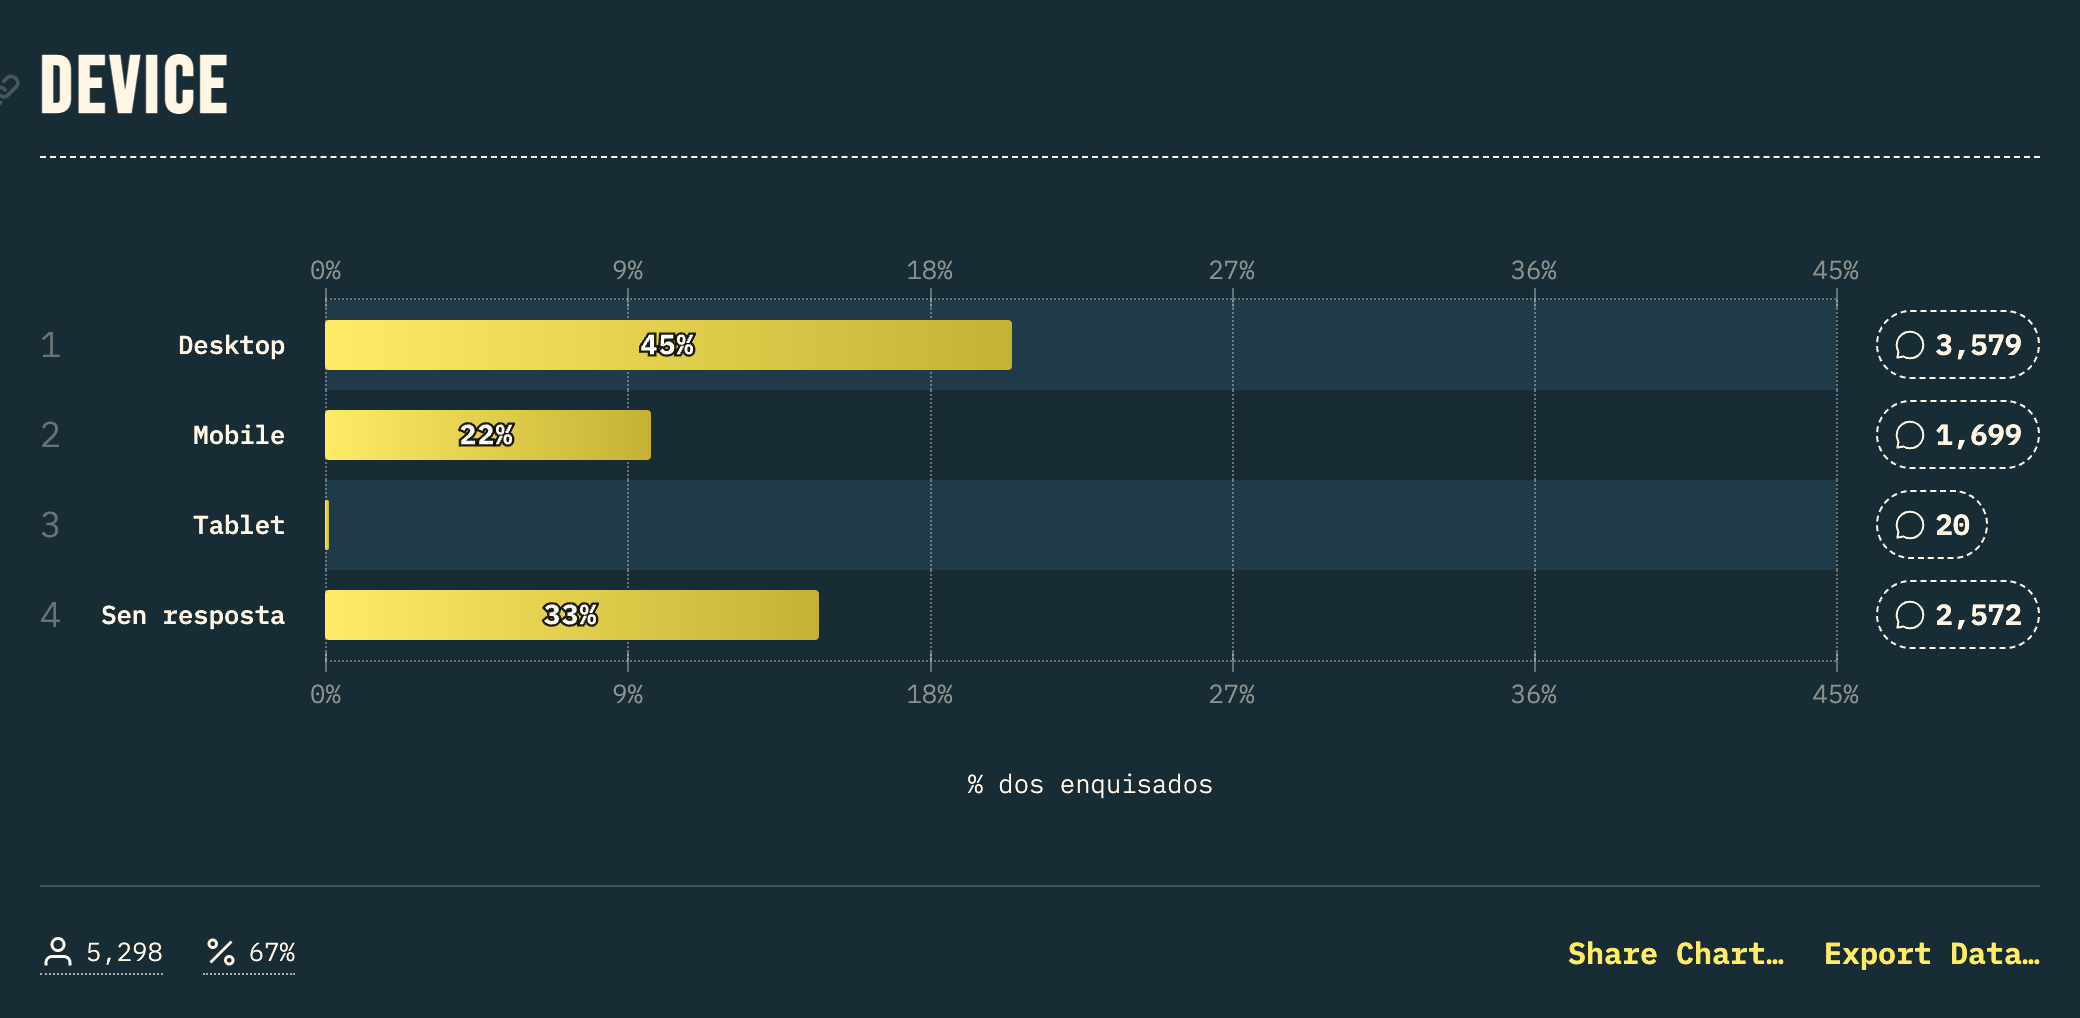 DEVICE
0% 9% 18% 27% 36% 45%
1 Desktop 45% 3,579
2 Mobile 22% 1,699
3 Tablet 20
4 Sen resposta 33% 2,572
0% 9% 18% 27% 36% 45%
% dos enquisados
5,298 67% Share Chart… Export Data…